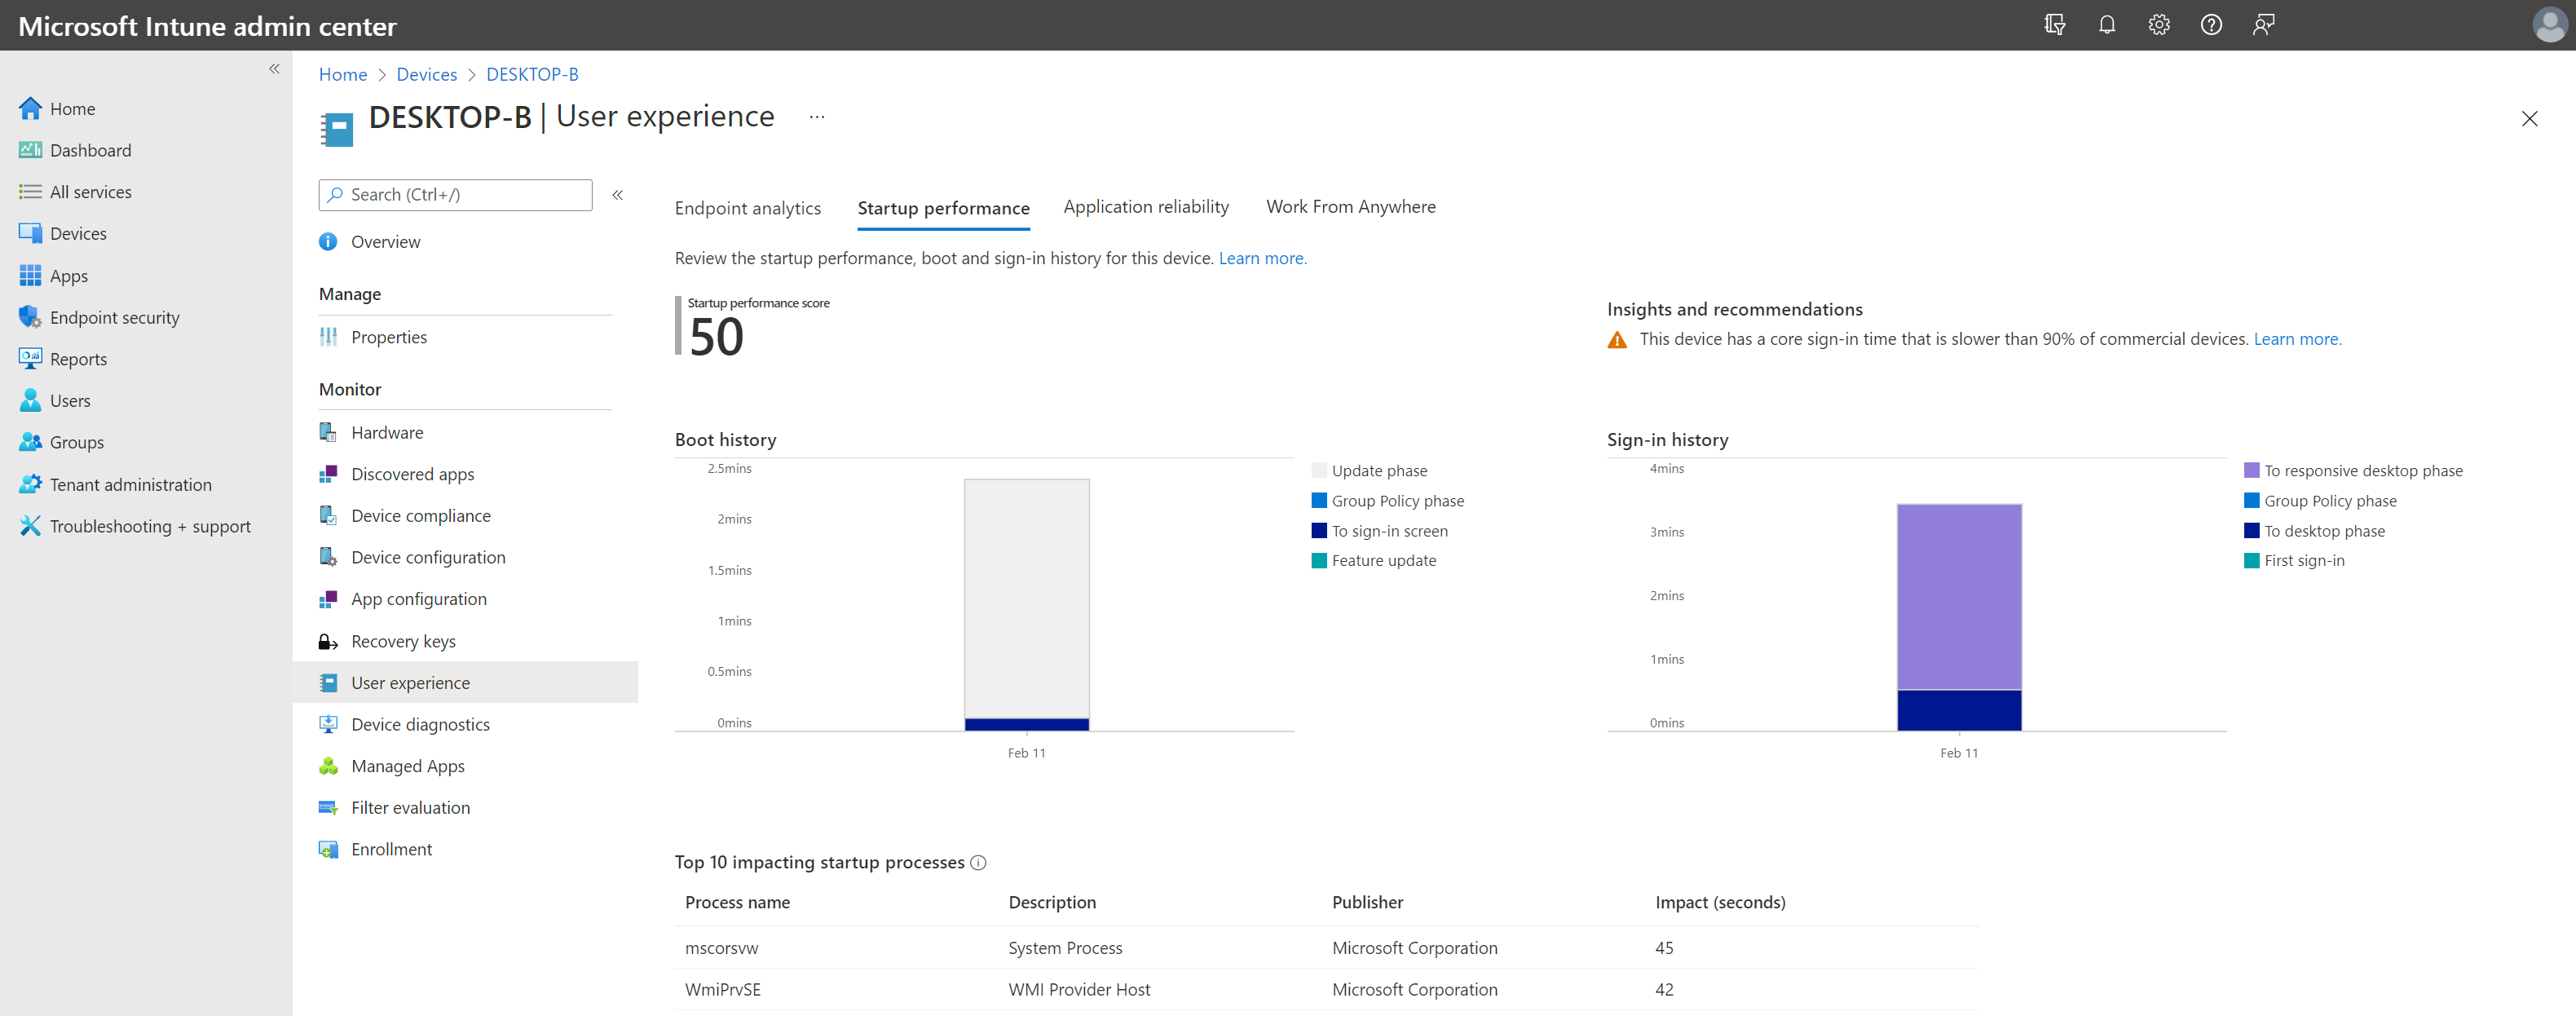 Microsoft Intune admin center
Home > Devices > DESKTOP-B
DESKTOP-B | User experience ...
Home
Dashboard
All services
Devices
Apps
Endpoint security
Reports
Users
Groups
Tenant administration
Troubleshooting + support
Search (Ctrl+/)
Overview
Manage
Properties
Monitor
Hardware
Discovered apps
Device compliance
Device configuration
App configuration
Recovery keys
User experience
Device diagnostics
Managed Apps
Filter evaluation
Enrollment
Endpoint analytics Startup performance Application reliability Work From Anywhere
Review the startup performance, boot and sign-in history for this device. Learn more.
Startup performance score
50
Insights and recommendations
This device has a core sign-in time that is slower than 90% of commercial devices. Learn more.
Boot history
2.5mins
2mins
1.5mins
1mins
0.5mins
0mins
Feb 11
Update phase
Group Policy phase
To sign-in screen
Feature update
Sign-in history
4mins
3mins
2mins
1mins
0mins
Feb 11
To responsive desktop phase
Group Policy phase
To desktop phase
First sign-in
Top 10 impacting startup processes
Process name Description Publisher Impact (seconds)
mscorsvw System Process Microsoft Corporation 45
WmiPrvSE WMI Provider Host Microsoft Corporation 42